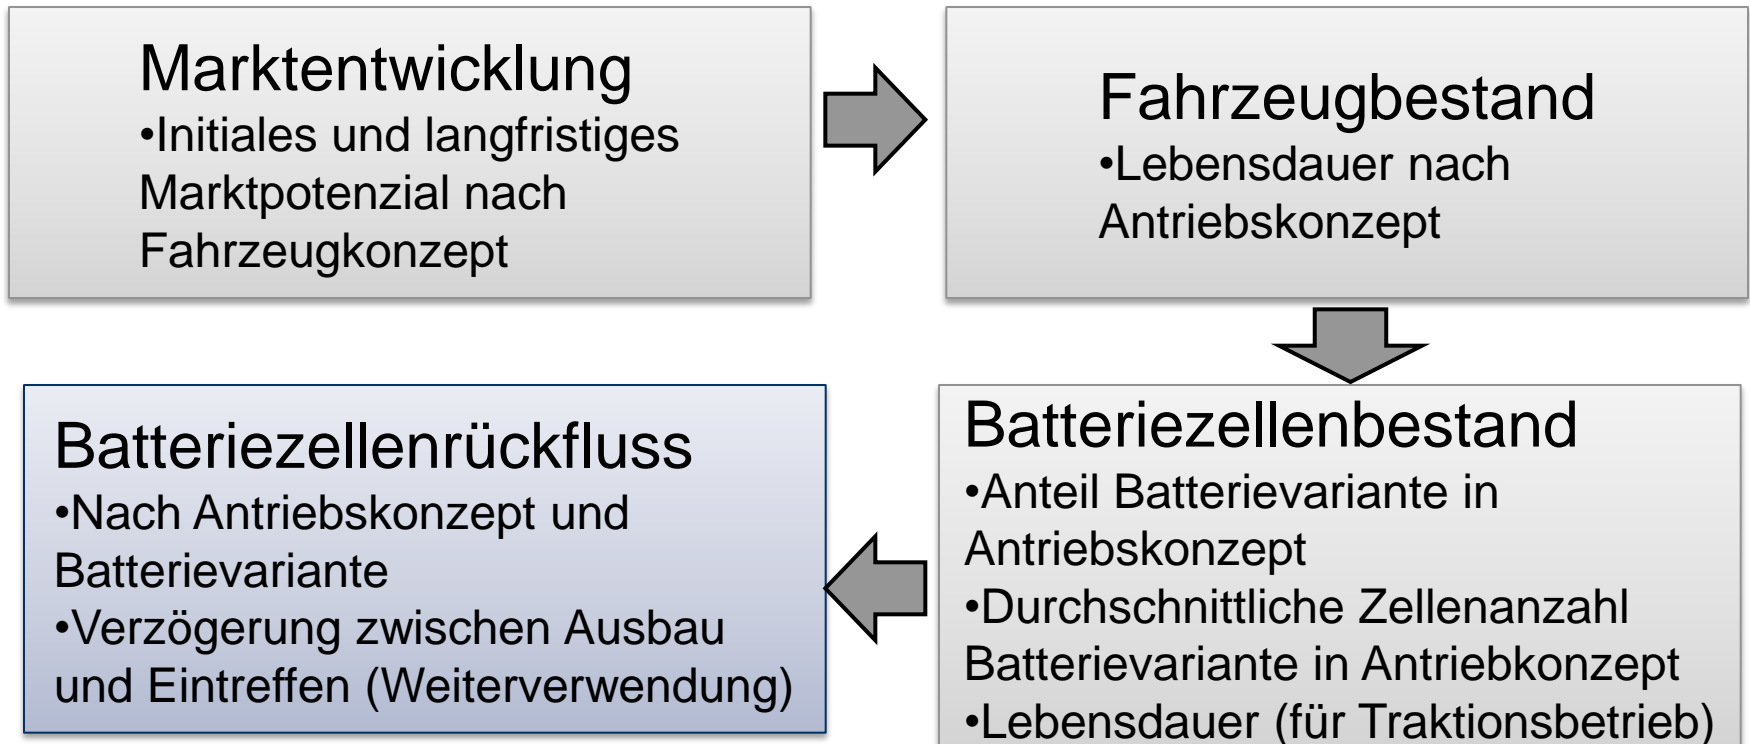 Marktentwicklung
•Initiales und langfristiges
Marktpotenzial nach
Fahrzeugkonzept
Fahrzeugbestand
•Lebensdauer nach
Antriebskonzept
Batteriezellenbestand
•Anteil Batterievariante in
Antriebskonzept
•Durchschnittliche Zellenanzahl
Batterievariante in Antriebkonzept
•Lebensdauer (für Traktionsbetrieb)
Batteriezellenrückfluss
•Nach Antriebskonzept und
Batterievariante
•Verzögerung zwischen Ausbau
und Eintreffen (Weiterverwendung)